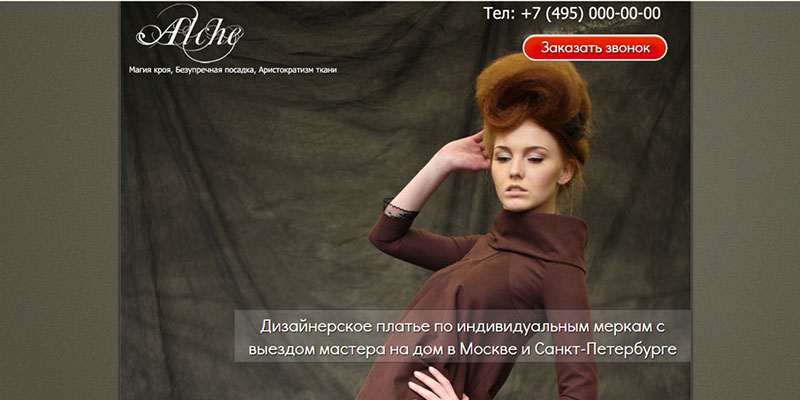 Alche
Тел: +7 (495) 000-00-00
Заказать звонок
Магия кроя, Безупречная посадка, Аристократизм ткани
Дизайнерское платье по индивидуальным меркам с
выездом мастера на дом в Москве и Санкт-Петербурге